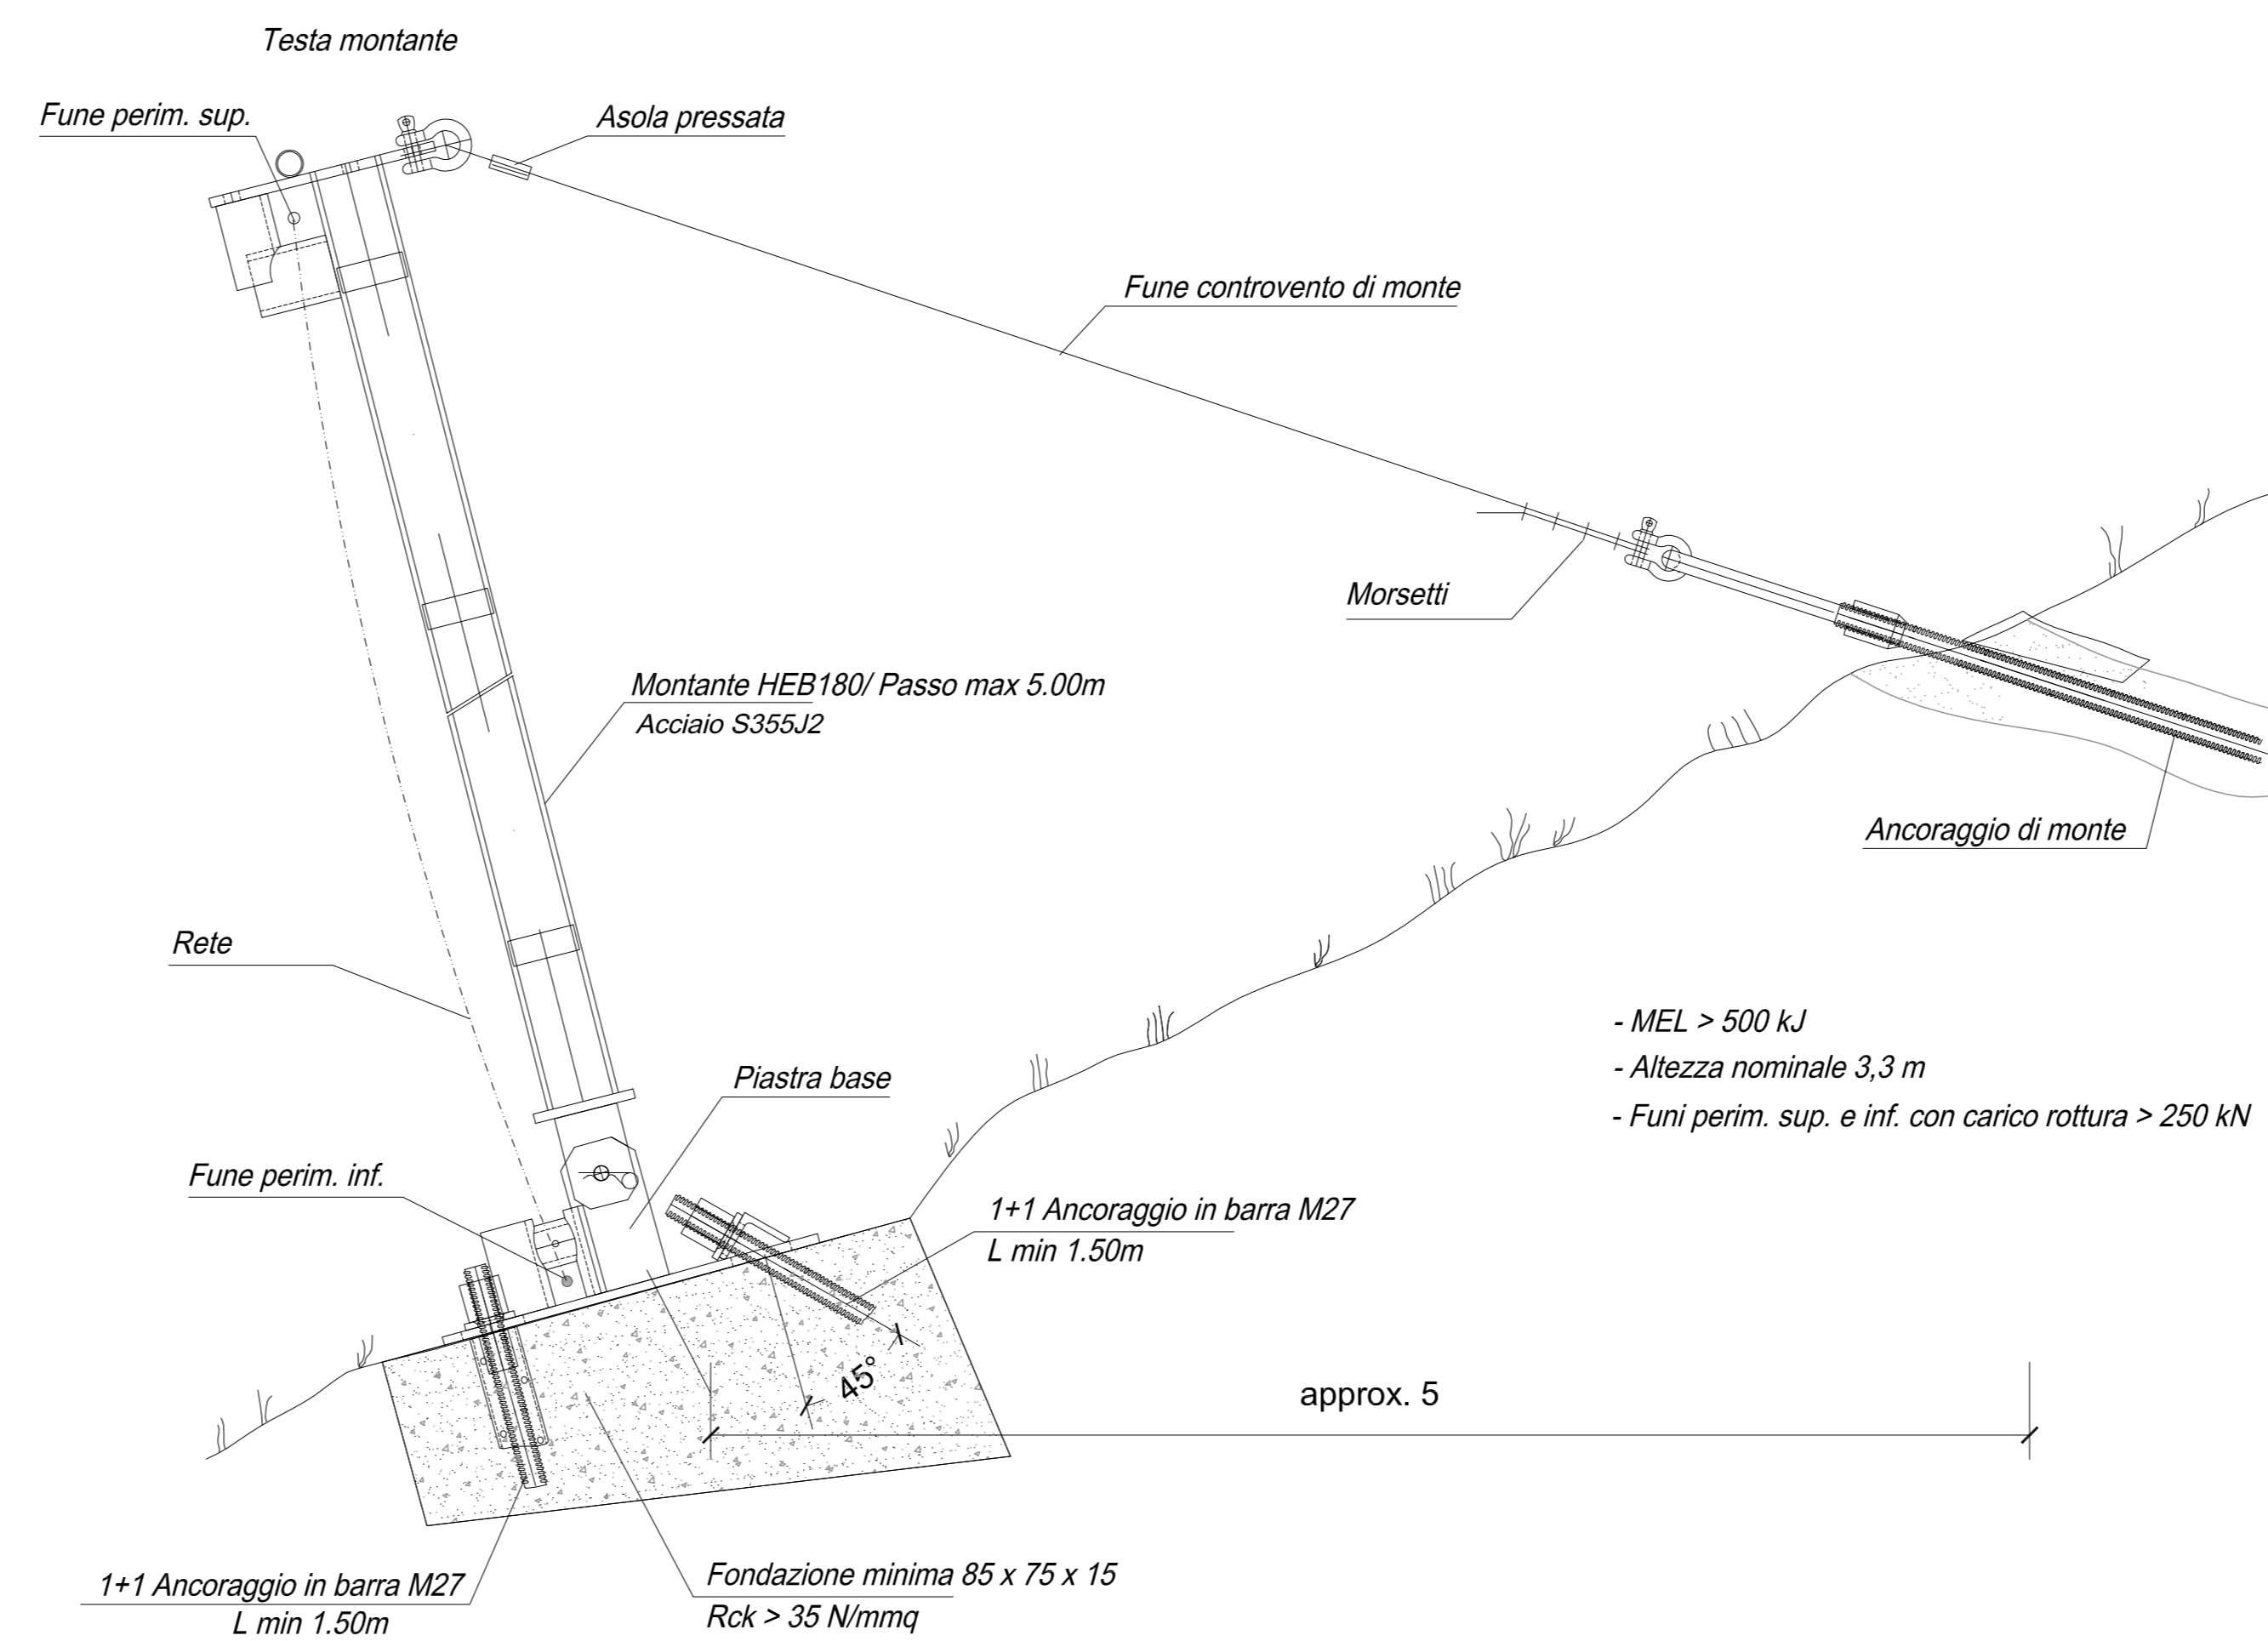 Testa montante
Fune perim. sup.
Asola pressata
Fune controvento di monte
Morsetti
Montante HEB180/ Passo max 5.00m
Acciaio S355J2
Ancoraggio di monte
Rete
- MEL > 500 kJ
- Altezza nominale 3,3 m
- Funi perim. sup. e inf. con carico rottura > 250 kN
Piastra base
Fune perim. inf.
1+1 Ancoraggio in barra M27
L min 1.50m
45°
approx. 5
1+1 Ancoraggio in barra M27
L min 1.50m
Fondazione minima 85 x 75 x 15
Rck > 35 N/mmq